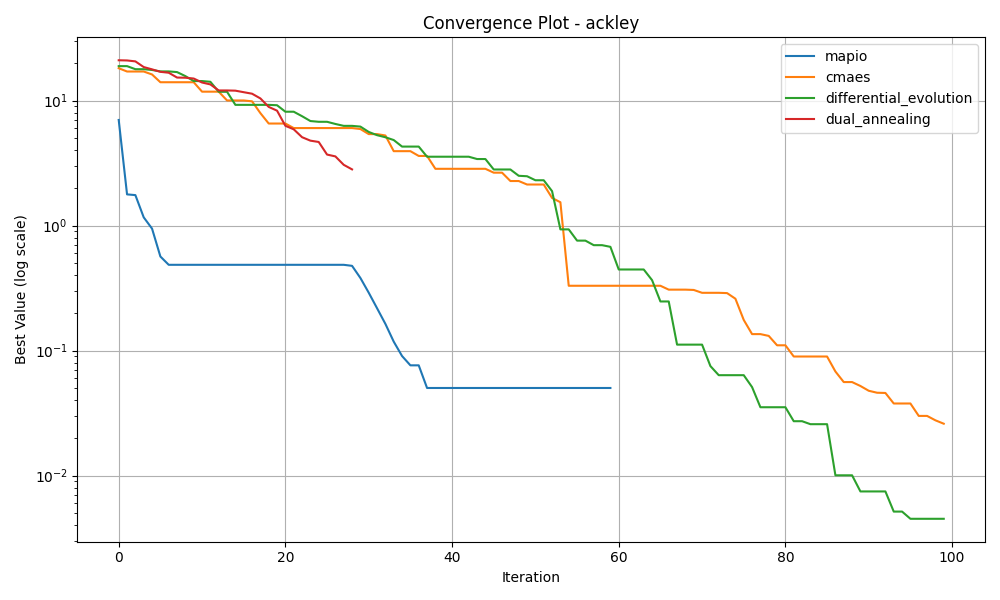 Convergence Plot - ackley
Best Value (log scale)
10¹
10⁰
10⁻¹
10⁻²
mapio
cmaes
differential_evolution
dual_annealing
0 20 40 60 80 100
Iteration